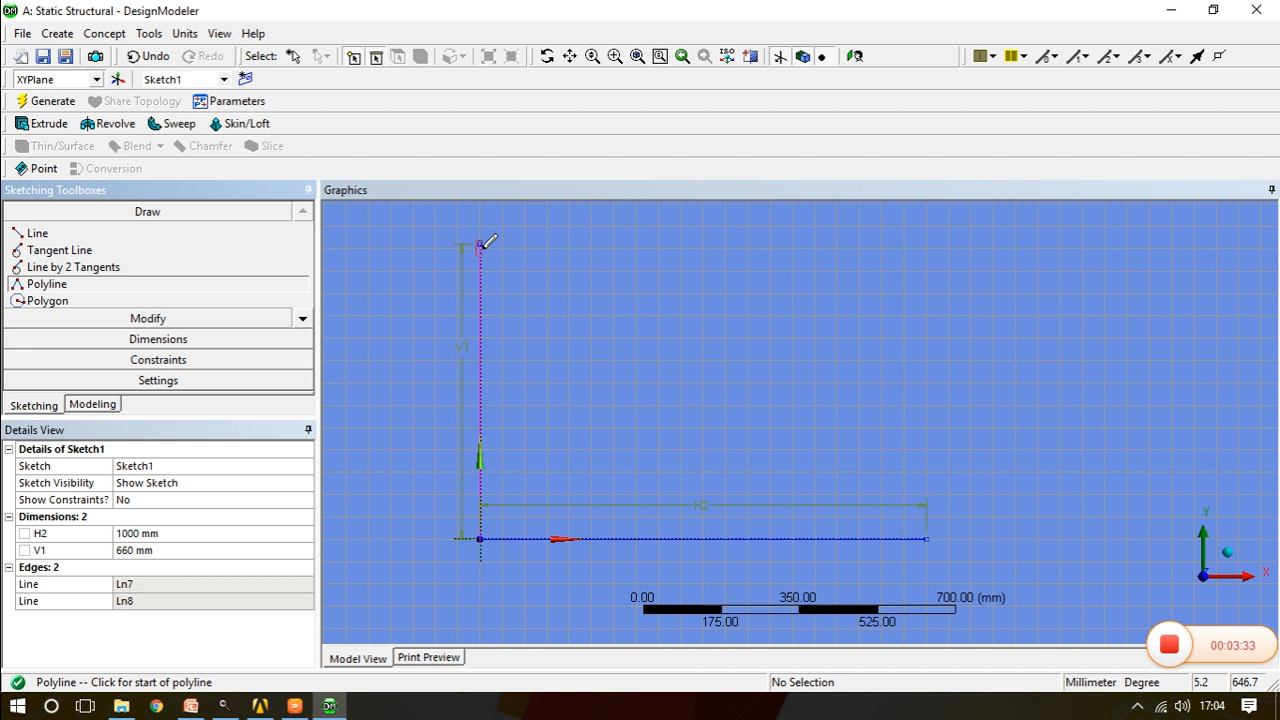 A: Static Structural - DesignModeler
File Create Concept Tools Units View Help
Undo Redo Select: ISO
XYPlane Sketch1
Generate Share Topology Parameters
Extrude Revolve Sweep Skin/Loft
Thin/Surface Blend Chamfer Slice
Point Conversion
Sketching Toolboxes
Draw
Line
Tangent Line
Line by 2 Tangents
Polyline
Polygon
Modify
Dimensions
Constraints
Settings
Sketching Modeling
Details View
Details of Sketch1
Sketch Sketch1
Sketch Visibility Show Sketch
Show Constraints? No
Dimensions: 2
H2 1000 mm
V1 660 mm
Edges: 2
Line Ln7
Line Ln8
Graphics
V1
H2
Y
X
0.00 350.00 700.00 (mm)
175.00 525.00
00:03:33
Model View Print Preview
Polyline -- Click for start of polyline No Selection Millimeter Degree 5.2 646.7
DM 17:04